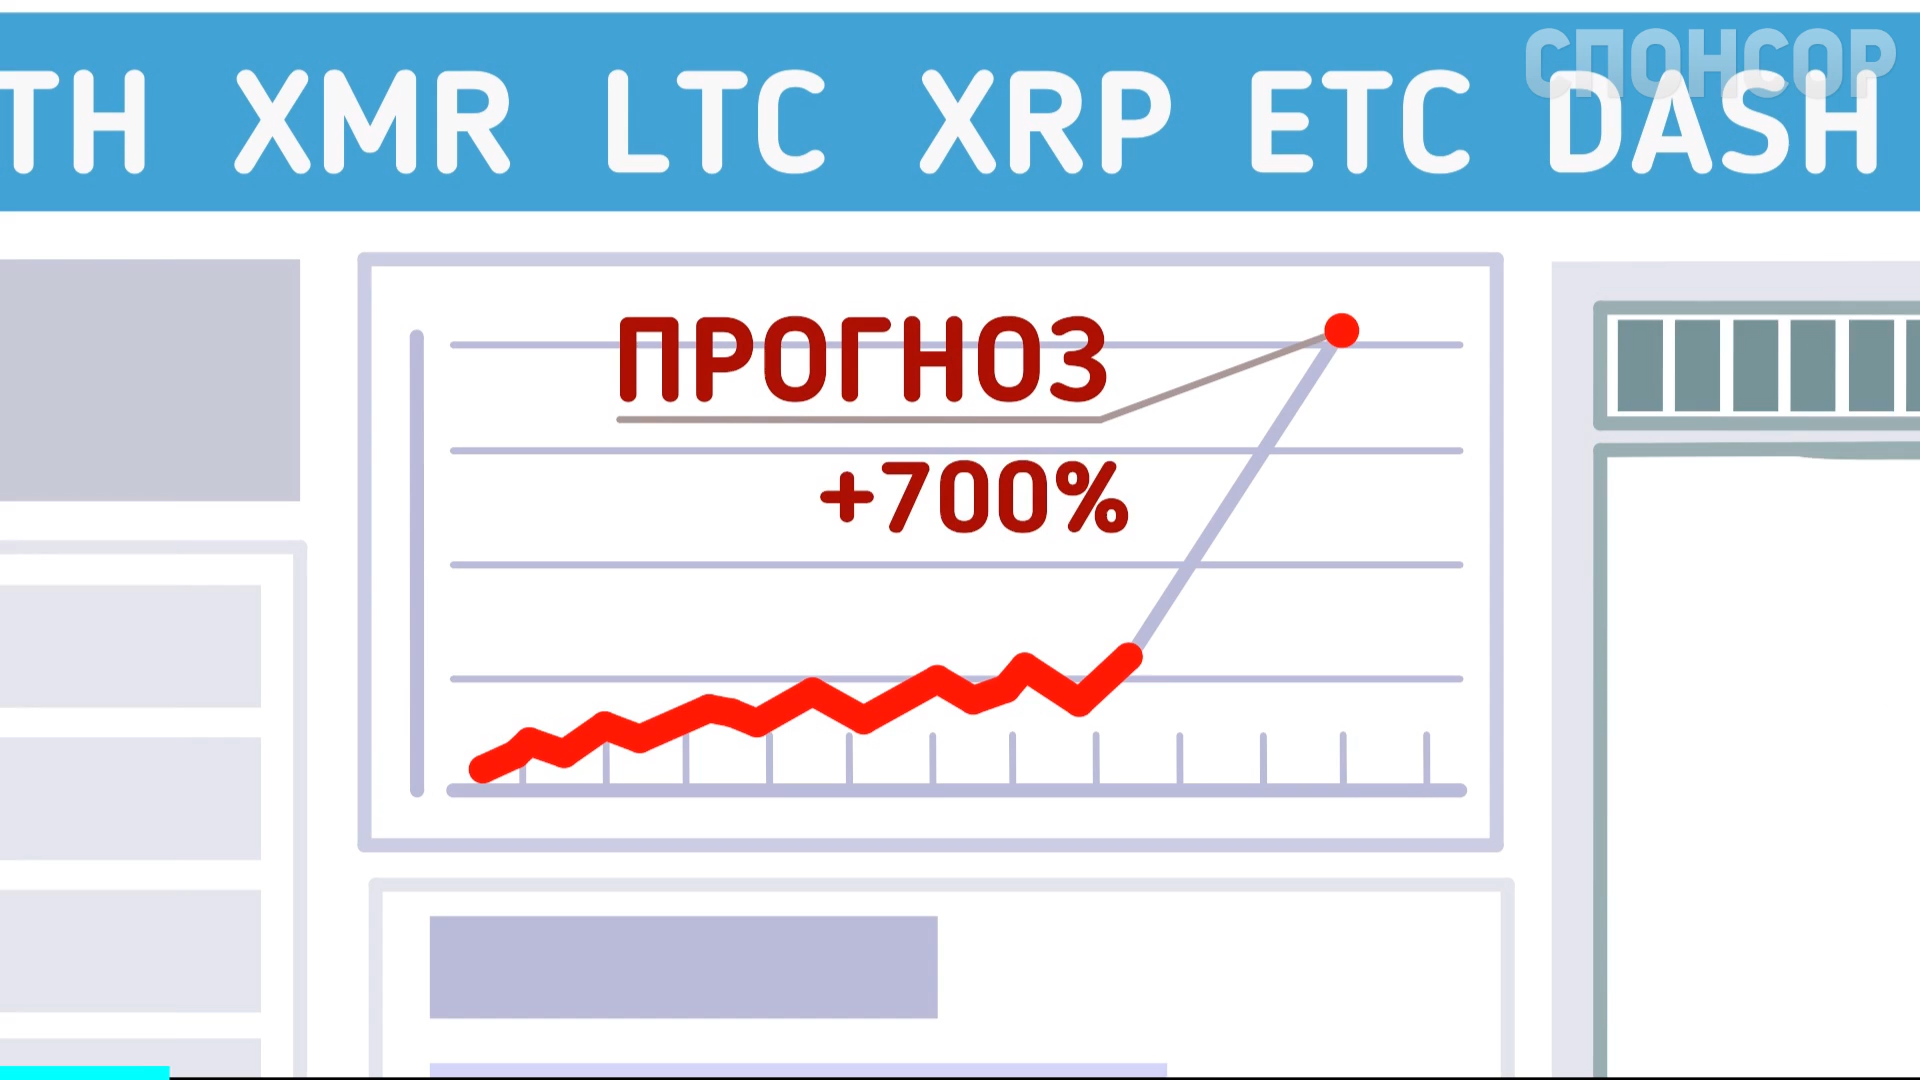 СПОНСОР
TH XMR LTC XRP ETC DASH
ПРОГНОЗ
+700%